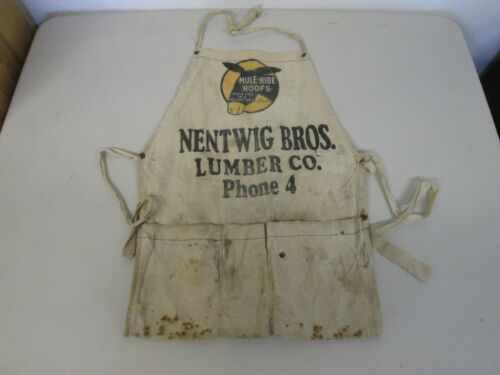 MULE-HIDE
ROOFS
NENTWIG BROS.
LUMBER CO.
Phone 4